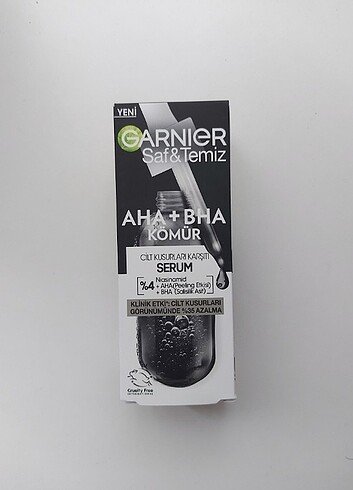 YENİ
GARNIER
Saf&Temiz
AHA+BHA
KÖMÜR
CİLT KUSURLARI KARŞITI
SERUM
%4
Niasinamid
+ AHA(Peeling Etkisi)
+ BHA (Salisilik Asit)
KLİNİK ETKİ*: CİLT KUSURLARI
GÖRÜNÜMÜNDE %35 AZALMA
Cruelty Free